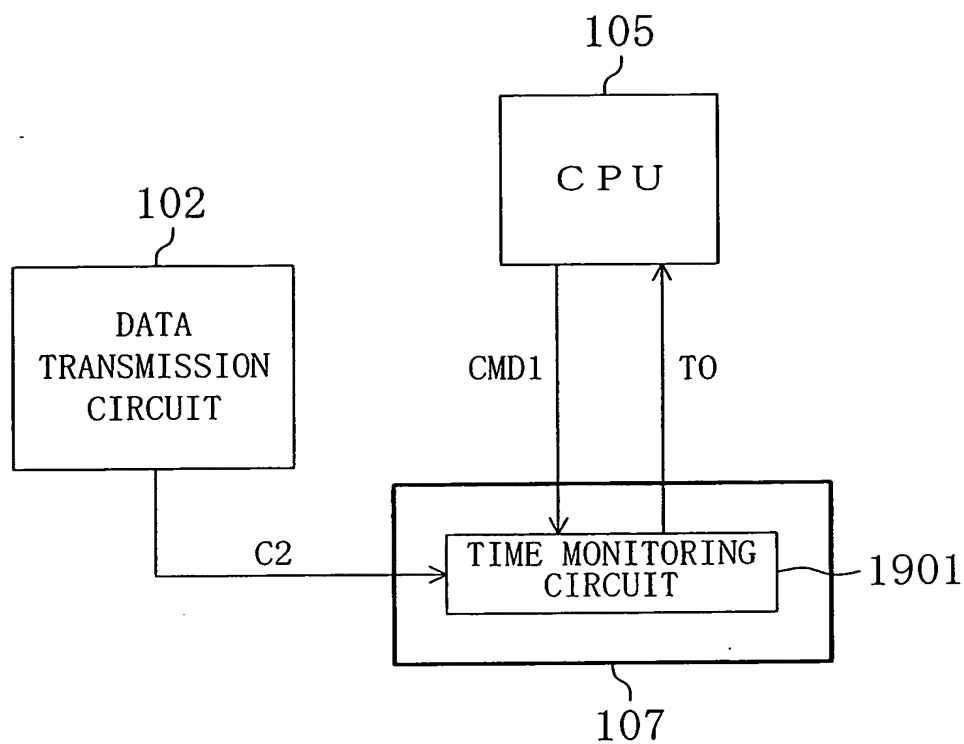 105
CPU
102
DATA
TRANSMISSION
CIRCUIT
CMD1
TO
C2
TIME MONITORING
CIRCUIT
1901
107